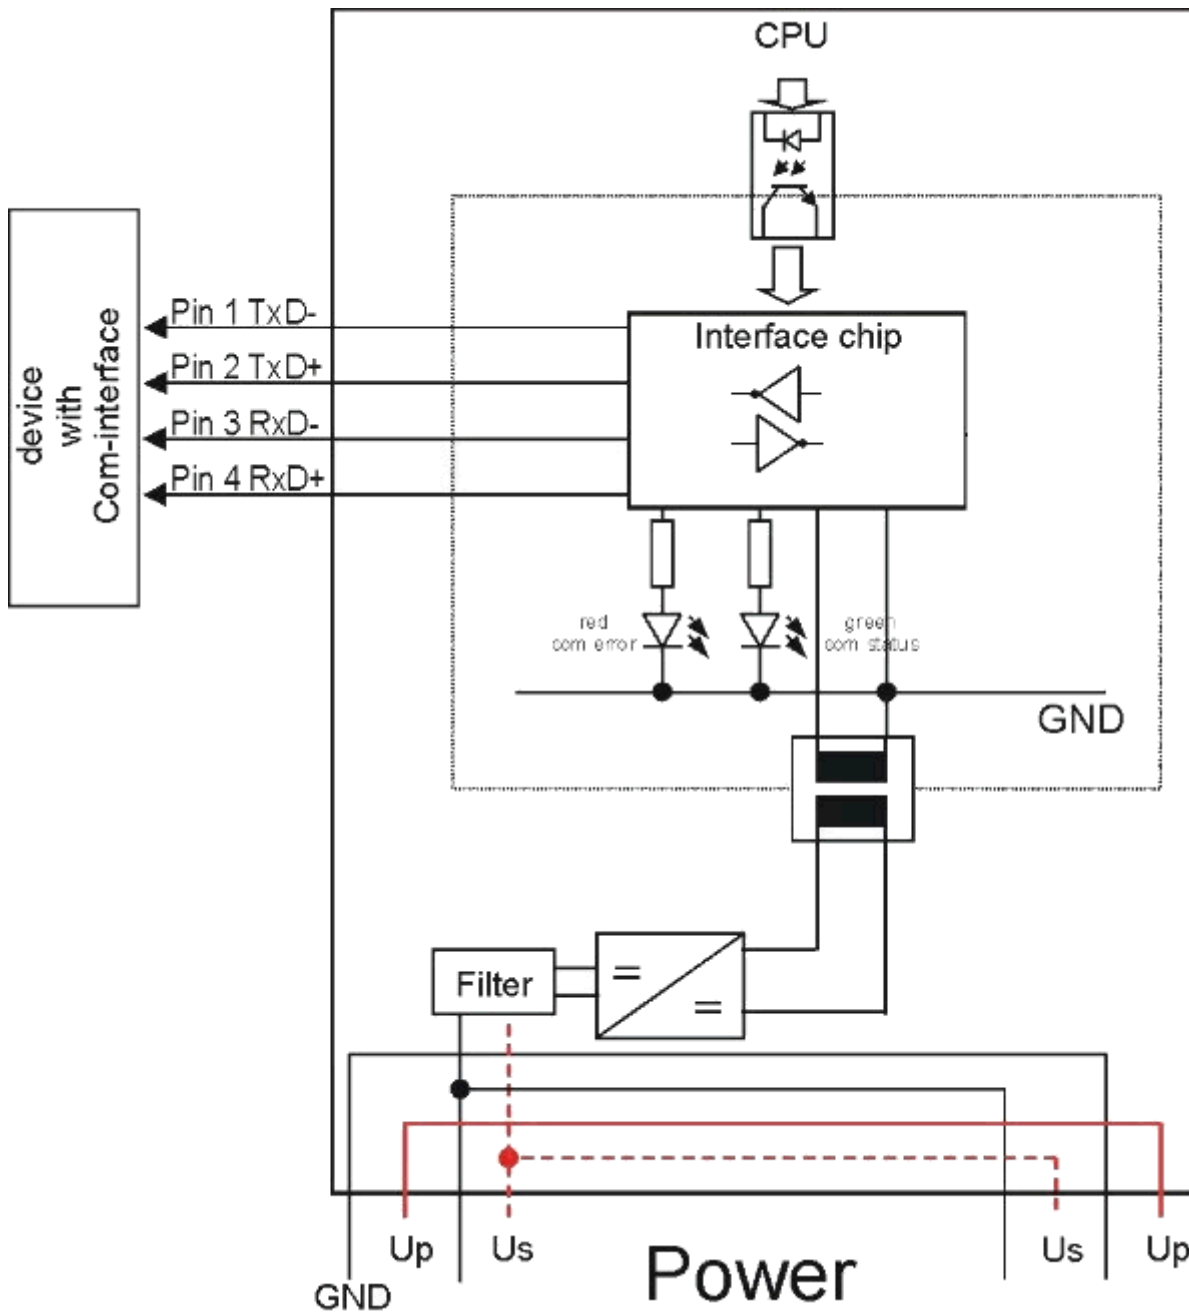 CPU
Pin 1 TxD-
Pin 2 TxD+
Pin 3 RxD-
Pin 4 RxD+
device
with
Com-interface
Interface chip
red
com error
green
com status
GND
Filter
Up
Us
Us
Up
GND
Power